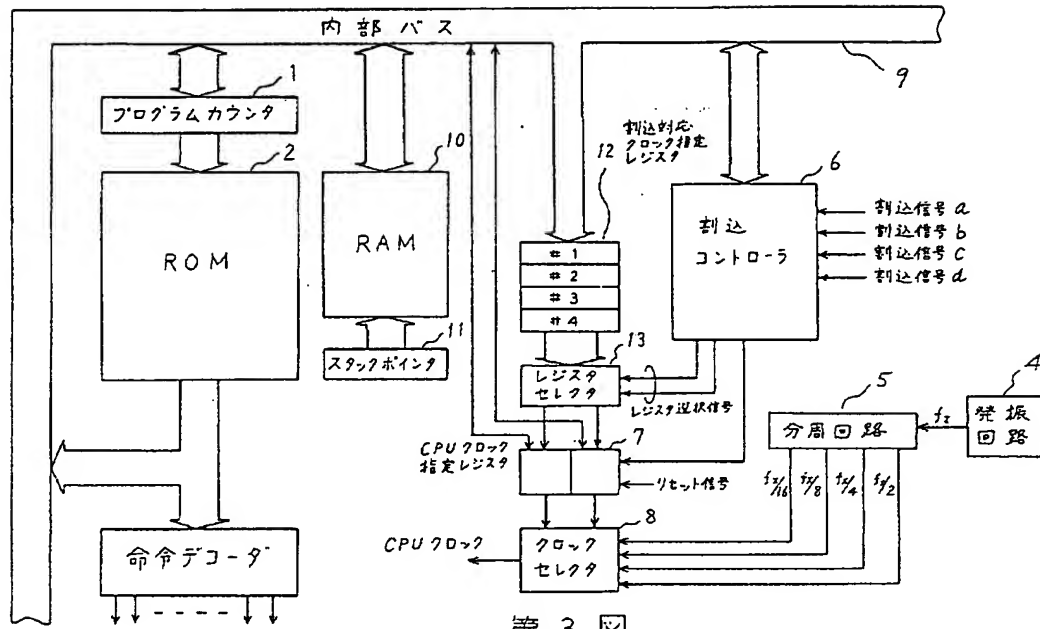 内部バス
9
1
プログラムカウンタ
2
ROM
10
RAM
11
スタックポインタ
割込対応
クロック指定
レジスタ
12
#1
#2
#3
#4
6
割込
コントローラ
割込信号a
割込信号b
割込信号c
割込信号d
13
レジスタ
セレクタ
レジスタ選択信号
CPUクロック
指定レジスタ
7
リセット信号
5
分周回路
4
発振
回路
fx
fx/16
fx/8
fx/4
fx/2
8
クロック
セレクタ
CPUクロック
命令デコーダ
第3図